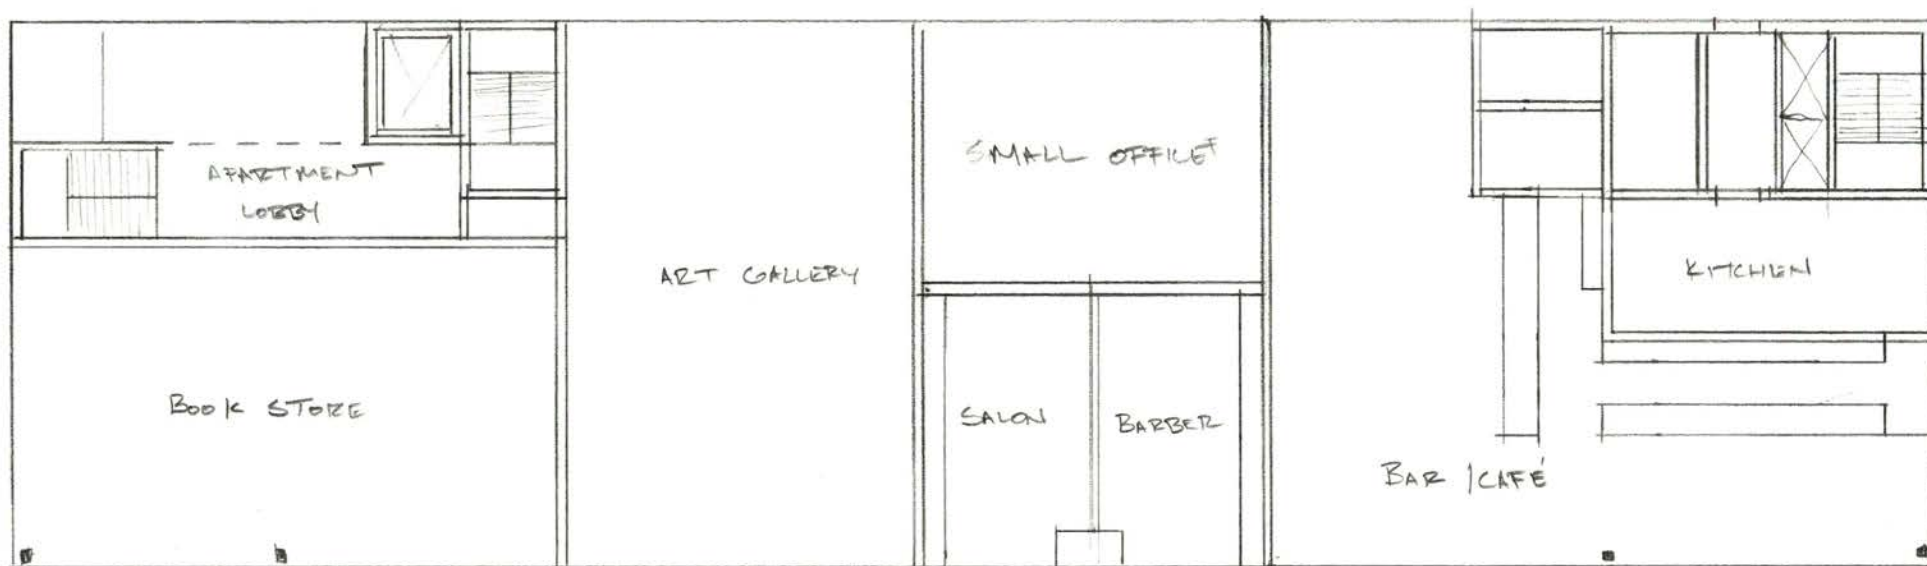 APARTMENT
LOBBY
BOOK STORE
ART GALLERY
SMALL OFFICE
SALON
BARBER
BAR / CAFÉ
KITCHEN